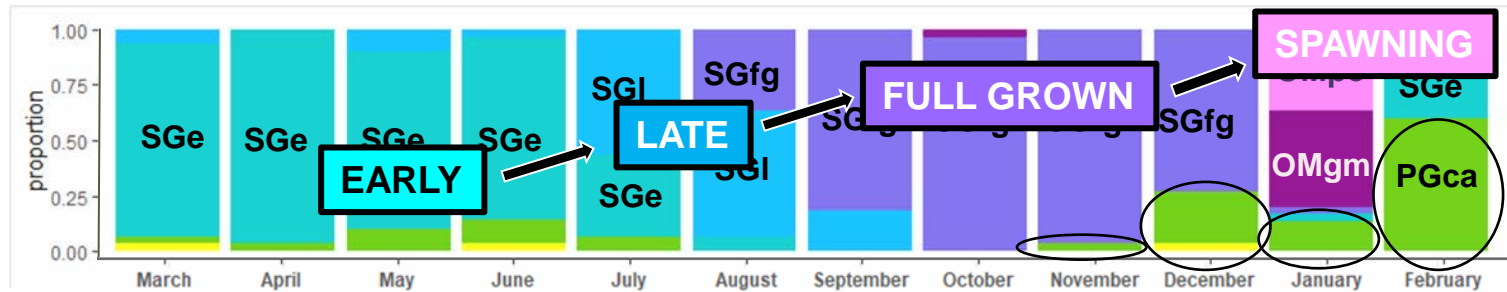 SPAWNING
1.00
0.75
0.50
0.25
0.00
proportion
SGe
SGe
SGe
SGe
SGl
SGe
SGfg
SGl
SGfg
SGe
OMgm
PGca
EARLY
LATE
FULL GROWN
March April May June July August September October November December January February